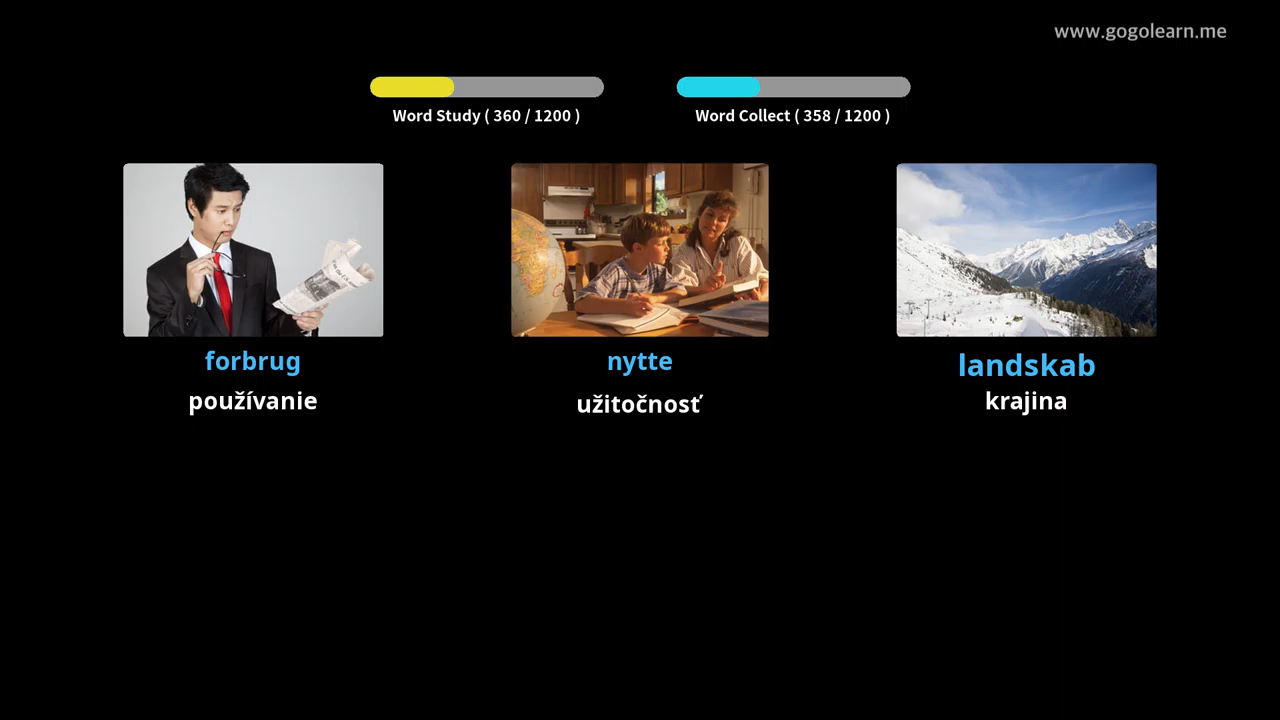 www.gogolearn.me
Word Study ( 360 / 1200 )
Word Collect ( 358 / 1200 )
forbrug
používanie
nytte
užitočnosť
landskab
krajina